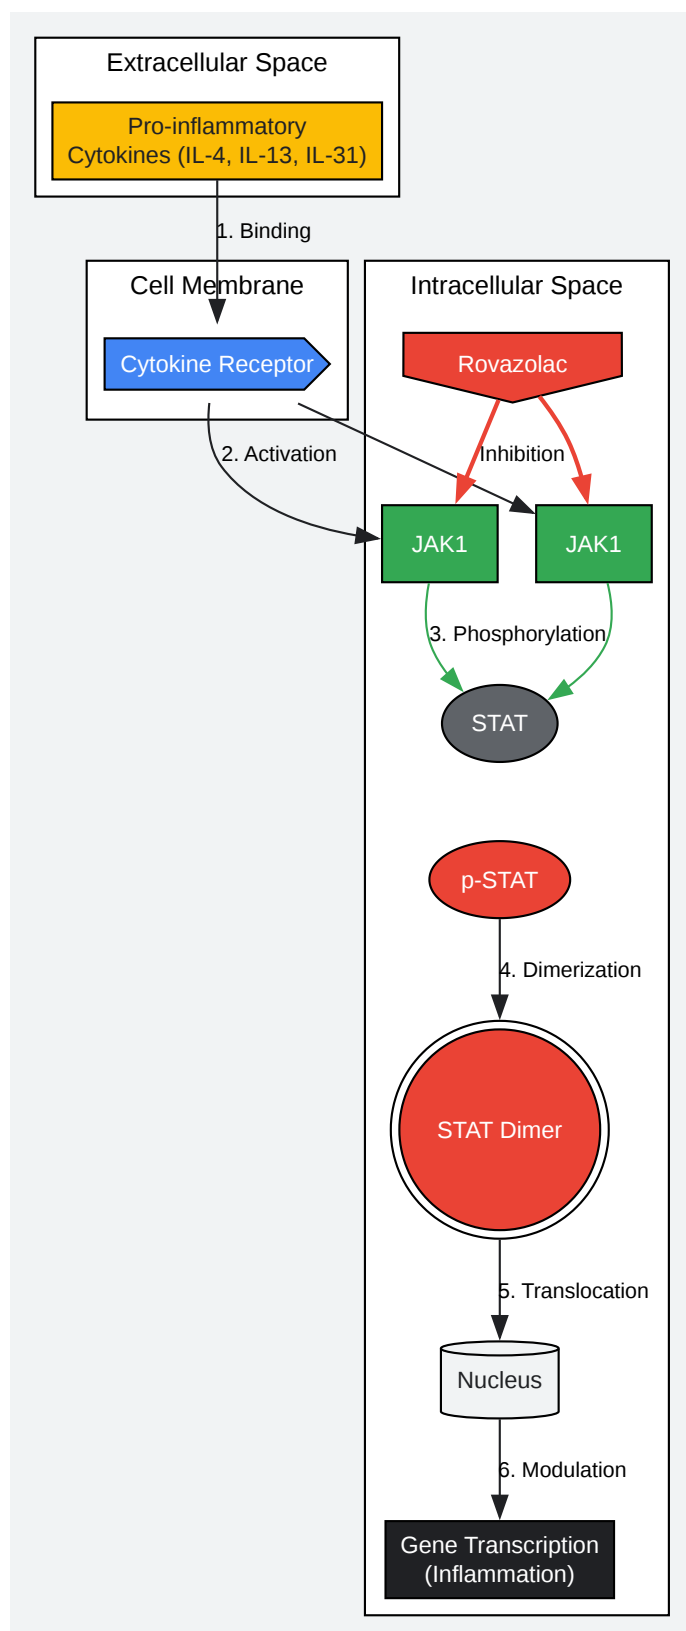 Extracellular Space
Pro-inflammatory
Cytokines (IL-4, IL-13, IL-31)
1. Binding
Cell Membrane
Cytokine Receptor
2. Activation
Intracellular Space
Rovazolac
Inhibition
JAK1
JAK1
3. Phosphorylation
STAT
p-STAT
4. Dimerization
STAT Dimer
5. Translocation
Nucleus
6. Modulation
Gene Transcription
(Inflammation)